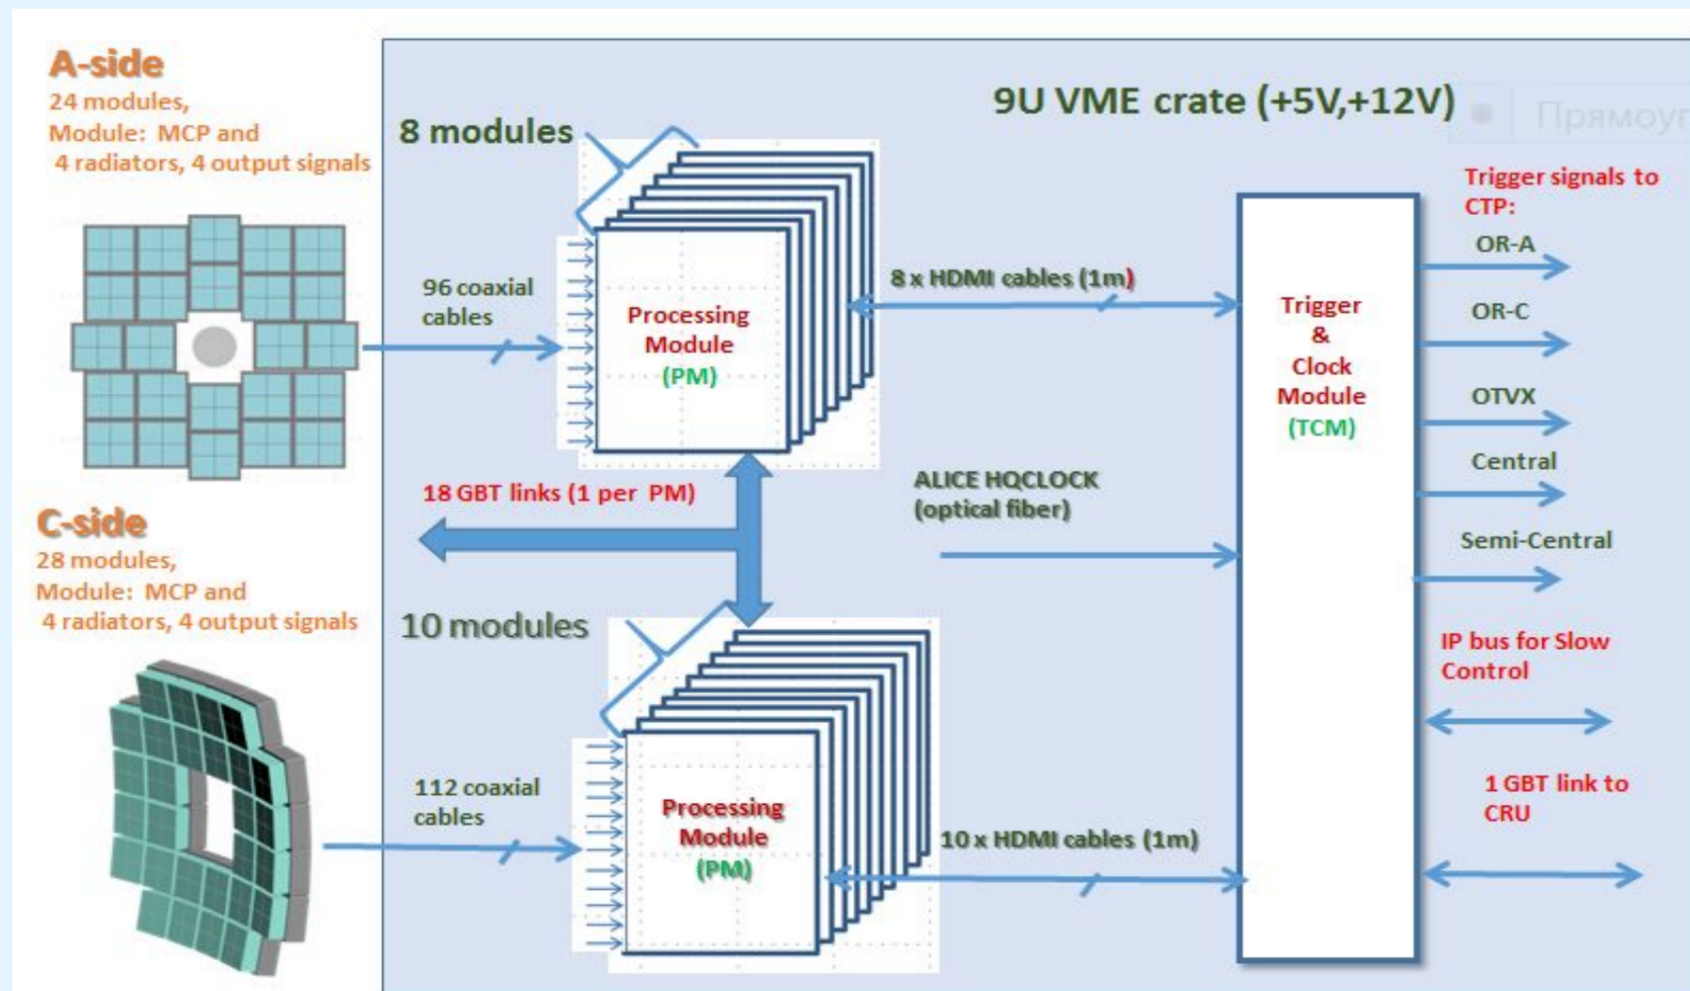 A-side
24 modules,
Module: MCP and
4 radiators, 4 output signals
C-side
28 modules,
Module: MCP and
4 radiators, 4 output signals
9U VME crate (+5V,+12V)
8 modules
96 coaxial
cables
Processing
Module
(PM)
8 x HDMI cables (1m)
18 GBT links (1 per PM)
ALICE HQCLOCK
(optical fiber)
10 modules
112 coaxial
cables
Processing
Module
(PM)
10 x HDMI cables (1m)
Trigger
&
Clock
Module
(TCM)
Trigger signals to
CTP:
OR-A
OR-C
OTVX
Central
Semi-Central
IP bus for Slow
Control
1 GBT link to
CRU